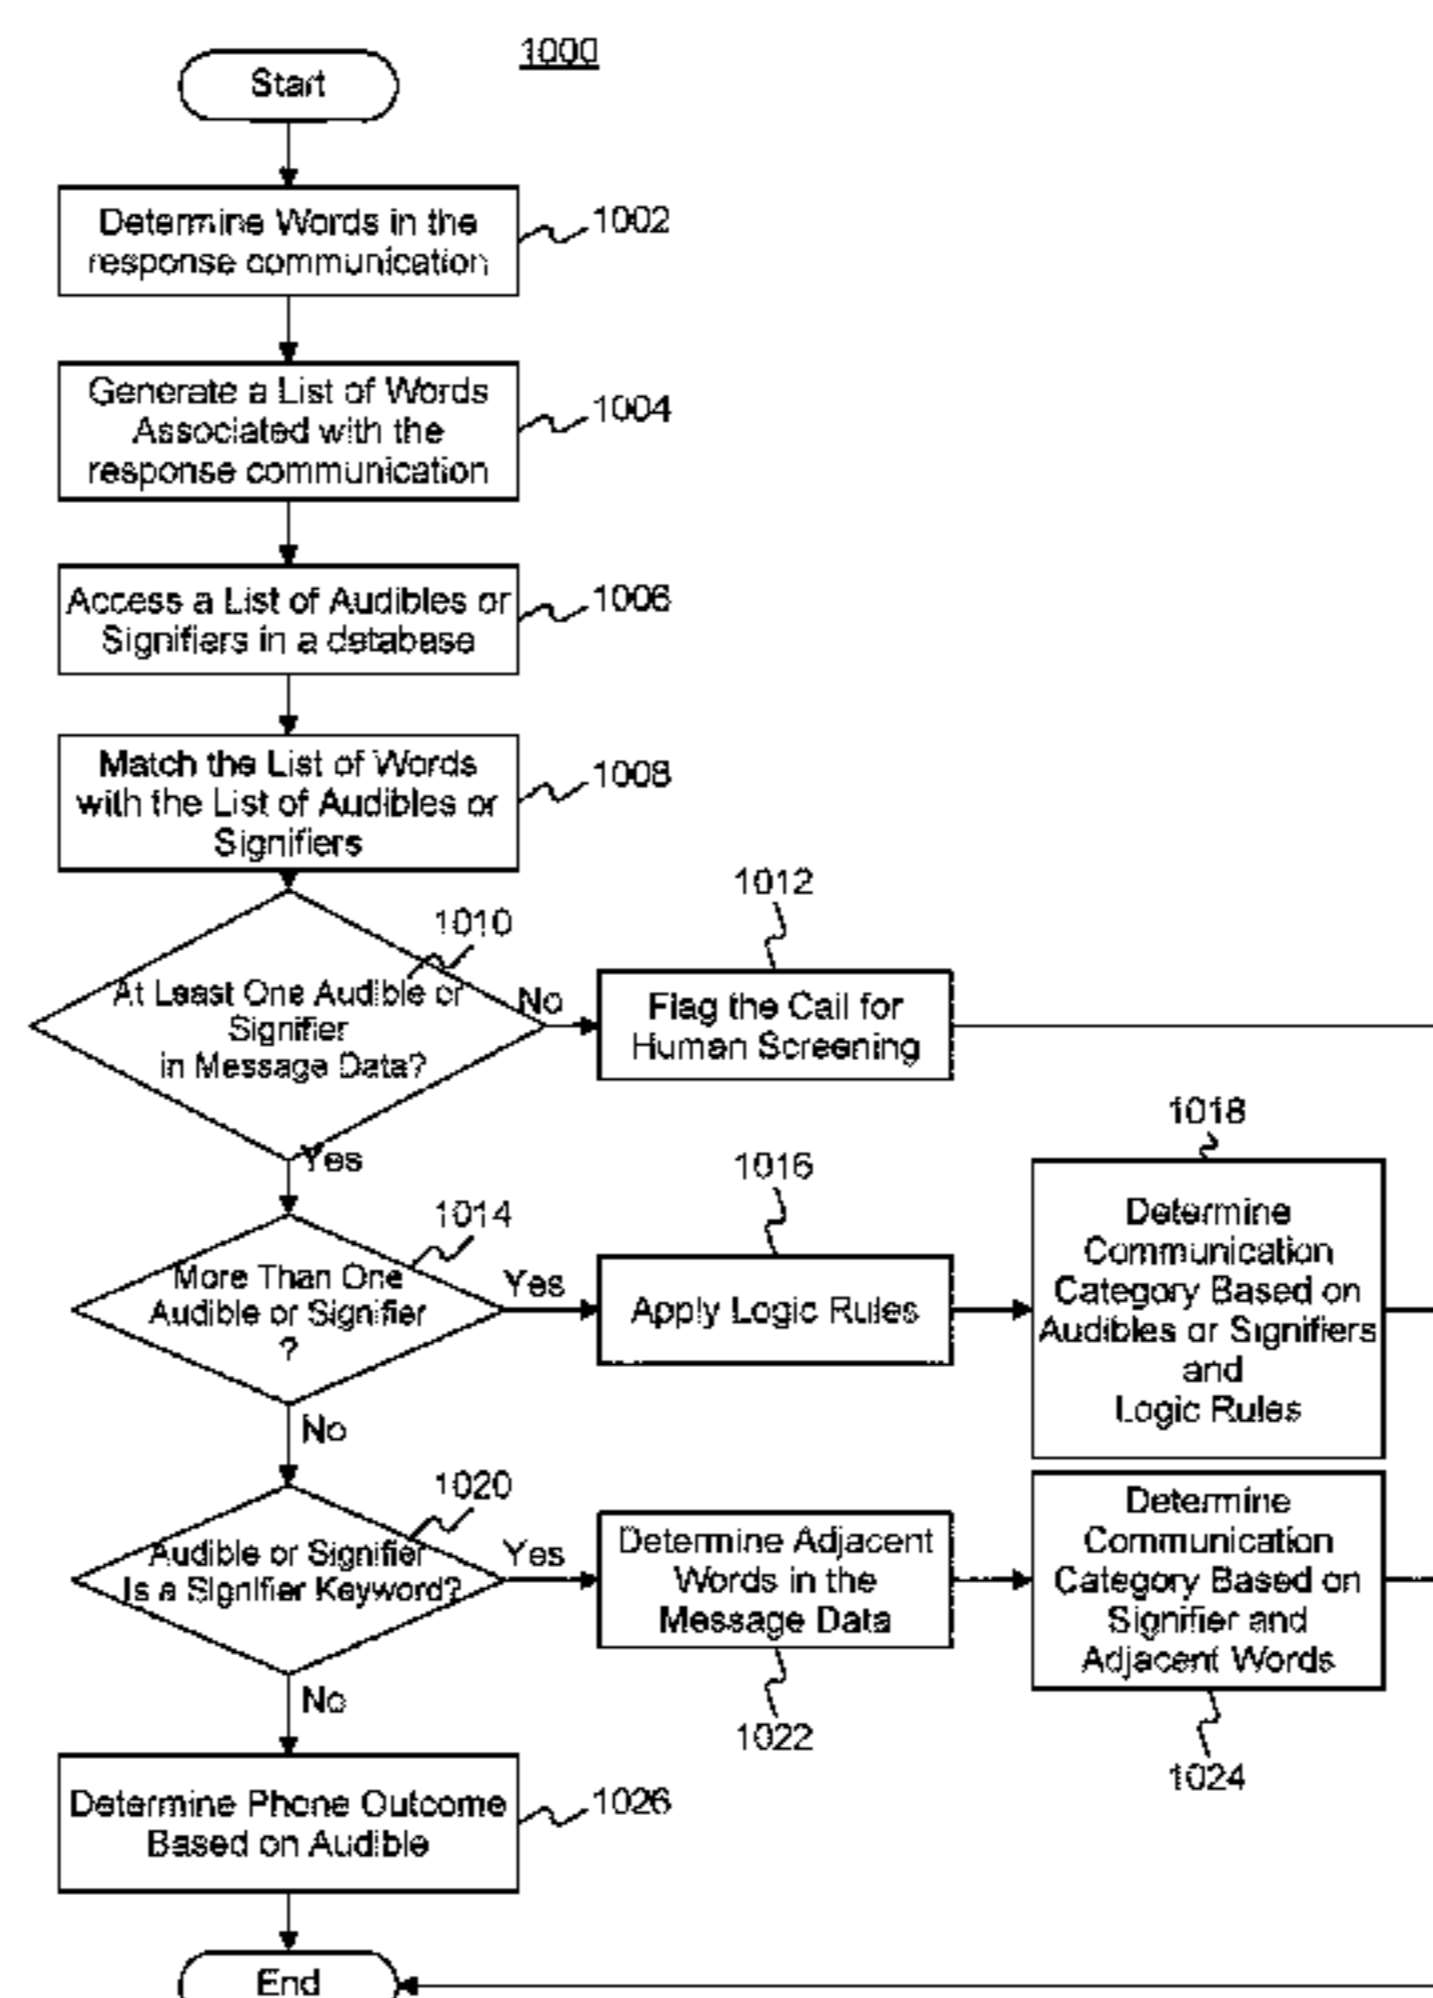 1000
Start
Determine Words in the
response communication
1002
Generate a List of Words
Associated with the
response communication
1004
Access a List of Audibles or
Signifiers in a database
1006
Match the List of Words
with the List of Audibles or
Signifiers
1008
1010
At Least One Audible or
Signifier
in Message Data?
No
Yes
1012
Flag the Call for
Human Screening
1014
More Than One
Audible or Signifier
?
Yes
No
1016
Apply Logic Rules
1018
Determine
Communication
Category Based on
Audibles or Signifiers
and
Logic Rules
1020
Audible or Signifier
Is a Signifier Keyword?
Yes
No
Determine Adjacent
Words in the
Message Data
1022
Determine
Communication
Category Based on
Signifier and
Adjacent Words
1024
Determine Phone Outcome
Based on Audible
1026
End